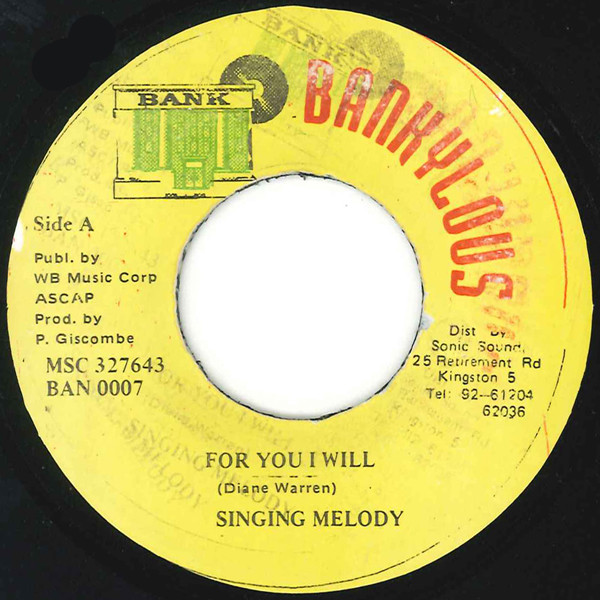 BANK
BANKYLOUS
Side A
Publ. by
WB Music Corp
ASCAP
Prod. by
P. Giscombe
MSC 327643
BAN 0007
Dist By
Sonic Sound,
25 Retirement Rd
Kingston 5
Tel: 92-61204
62036
FOR YOU I WILL
(Diane Warren)
SINGING MELODY